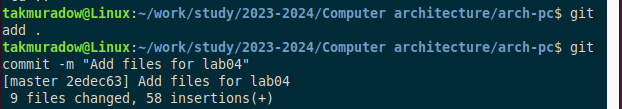 takmuradow@Linux:~/work/study/2023-2024/Computer architecture/arch-pc$ git
add .
takmuradow@Linux:~/work/study/2023-2024/Computer architecture/arch-pc$ git
commit -m "Add files for lab04"
[master 2edec63] Add files for lab04
 9 files changed, 58 insertions(+)